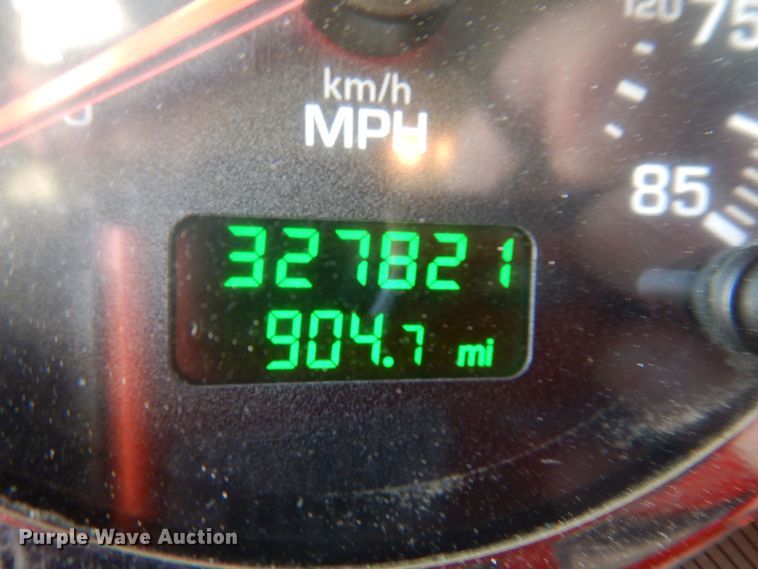 120
75
km/h
MPH
85
327821
904.7 mi
Purple Wave Auction